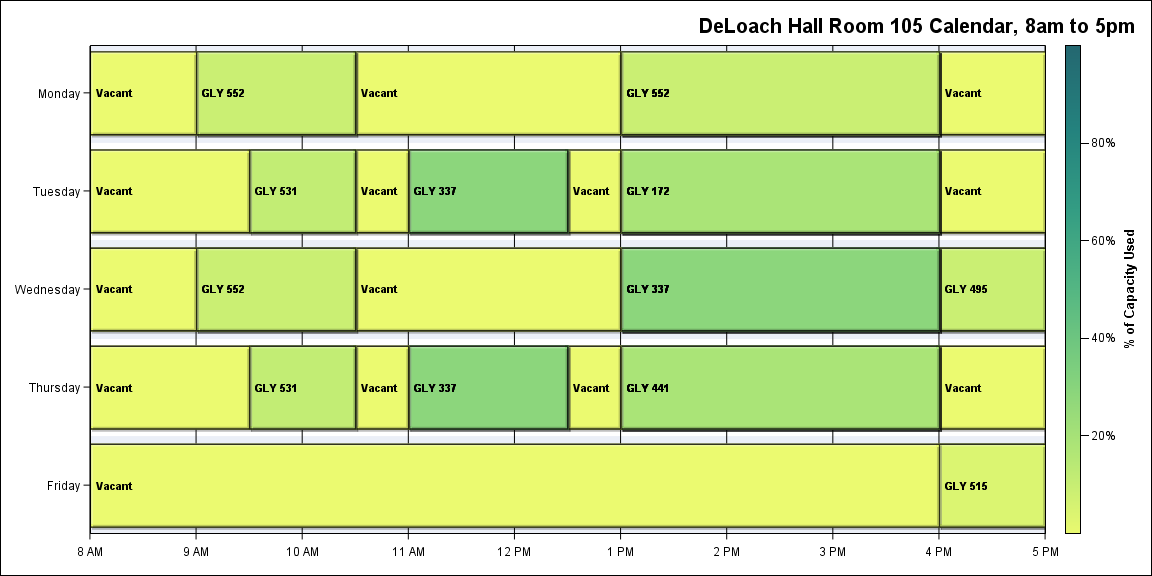 DeLoach Hall Room 105 Calendar, 8am to 5pm
Monday
Vacant
GLY 552
Vacant
GLY 552
Vacant
Tuesday
Vacant
GLY 531
Vacant
GLY 337
Vacant
GLY 172
Vacant
Wednesday
Vacant
GLY 552
Vacant
GLY 337
GLY 495
Thursday
Vacant
GLY 531
Vacant
GLY 337
Vacant
GLY 441
Vacant
Friday
Vacant
GLY 515
8 AM
9 AM
10 AM
11 AM
12 PM
1 PM
2 PM
3 PM
4 PM
5 PM
80%
60%
40%
20%
% of Capacity Used